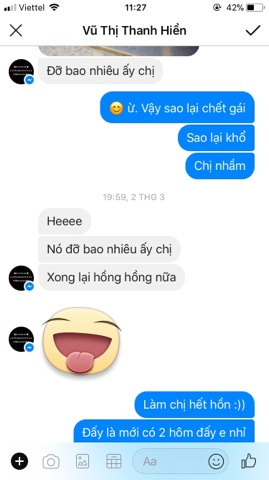 Viettel 11:27 42%
Vũ Thị Thanh Hiền
Đỡ bao nhiêu ấy chị
😊 ừ. Vậy sao lại chết gái
Sao lại khổ
Chị nhầm
19:59, 2 THG 3
Heeee
Nó đỡ bao nhiêu ấy chị
Xong lại hồng hồng nữa
Làm chị hết hồn :))
Đấy là mới có 2 hôm đấy e nhỉ
Aa